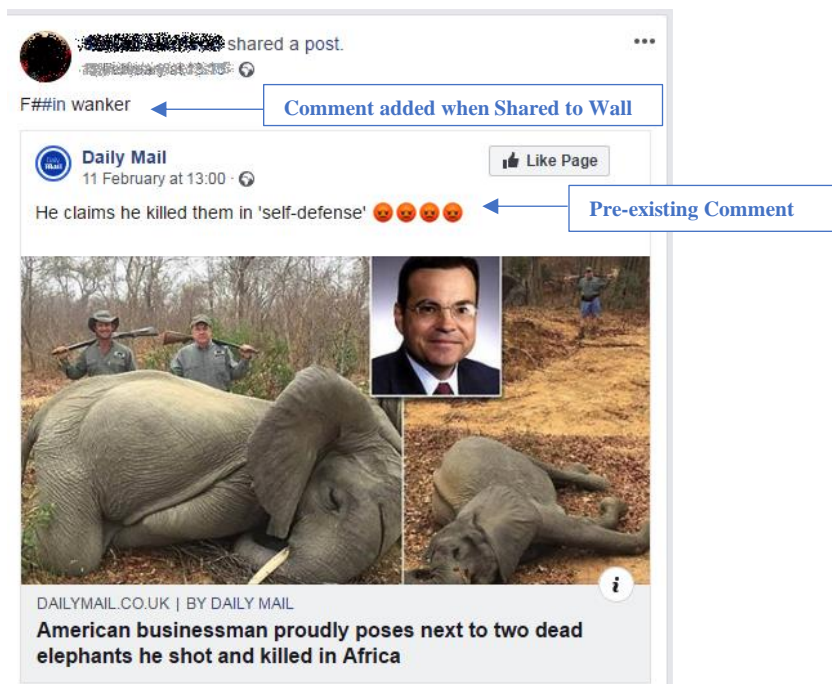 shared a post.
F##in wanker
Comment added when Shared to Wall
Daily Mail
Daily Mail
11 February at 13:00 ·
Like Page
He claims he killed them in 'self-defense' 😡😡😡😡
Pre-existing Comment
i
DAILYMAIL.CO.UK | BY DAILY MAIL
American businessman proudly poses next to two dead
elephants he shot and killed in Africa